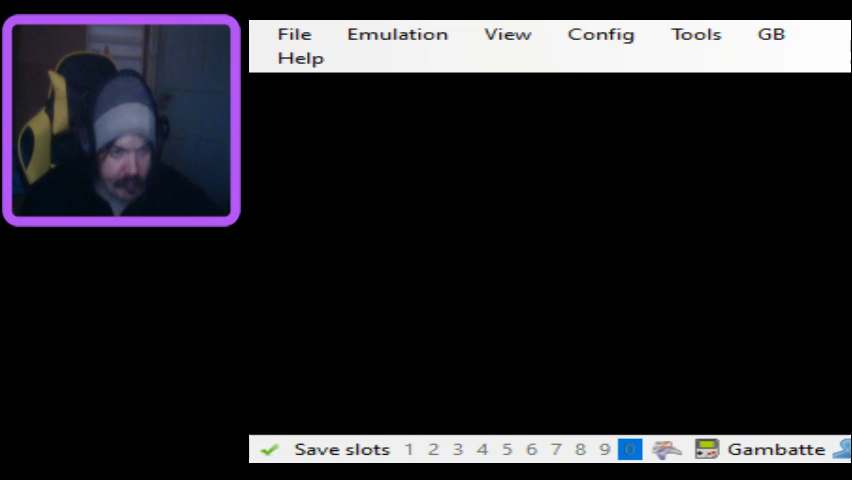 File Emulation View Config Tools GB
Help
Save slots 1 2 3 4 5 6 7 8 9 0 Gambatte